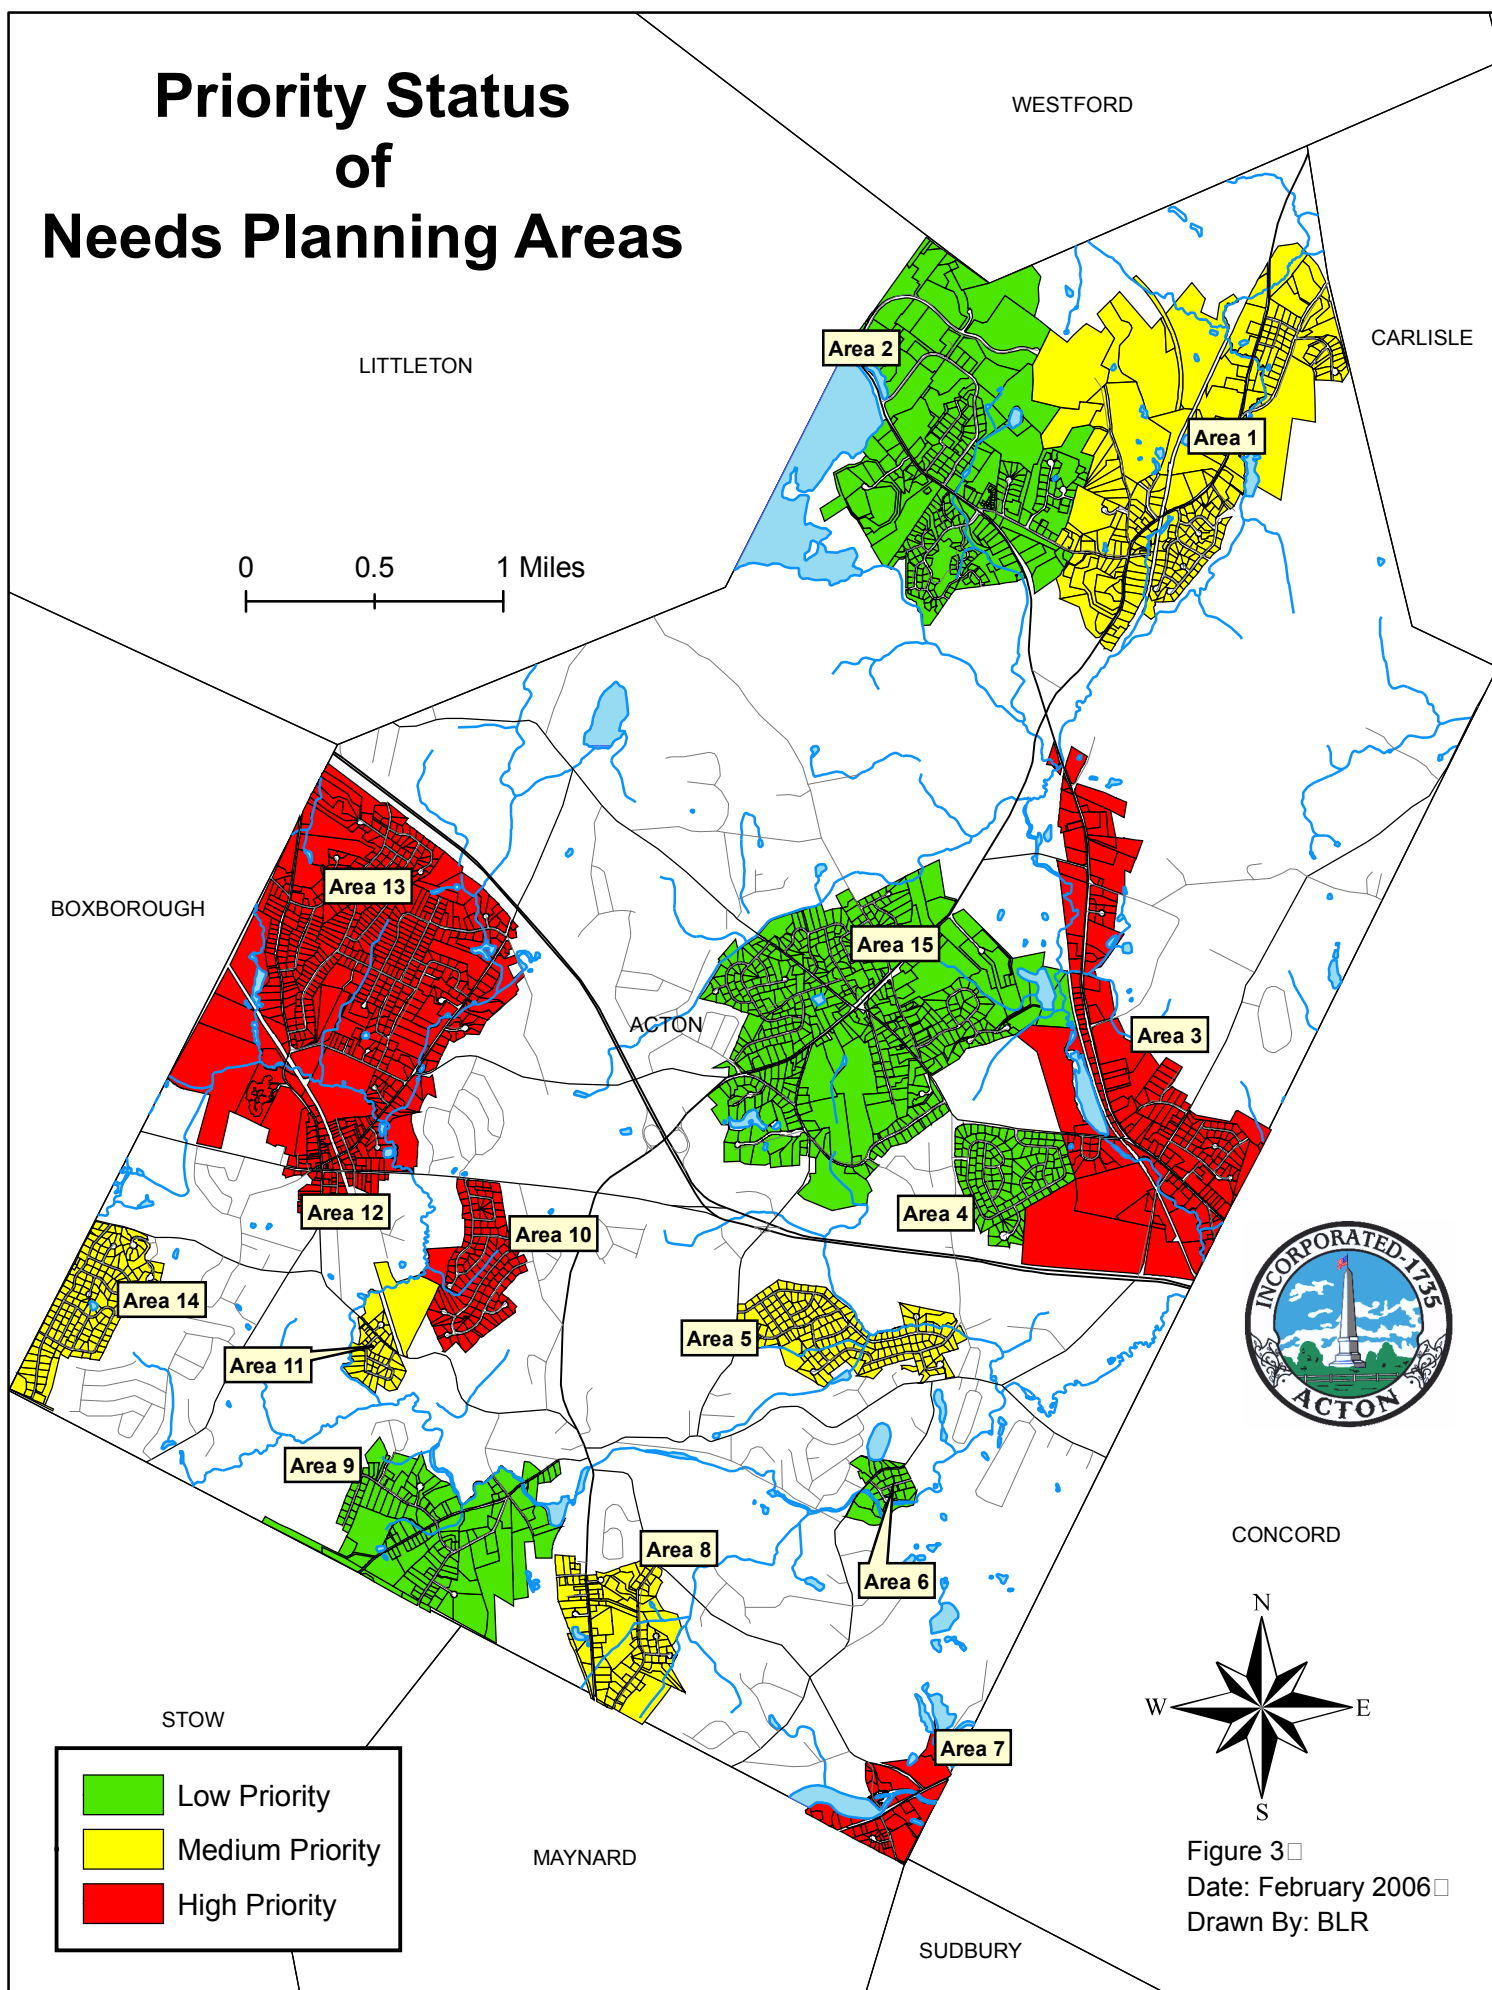 Priority Status
of
Needs Planning Areas
WESTFORD
CARLISLE
LITTLETON
Area 2
Area 1
0 0.5 1 Miles
Area 13
BOXBOROUGH
Area 15
ACTON
Area 3
Area 12
Area 4
Area 10
Area 14
Area 5
Area 11
INCORPORATED-1735
ACTON
Area 9
CONCORD
Area 8
Area 6
N
W E
S
STOW
Area 7
Low Priority
Medium Priority
High Priority
MAYNARD
SUDBURY
Figure 3
Date: February 2006
Drawn By: BLR